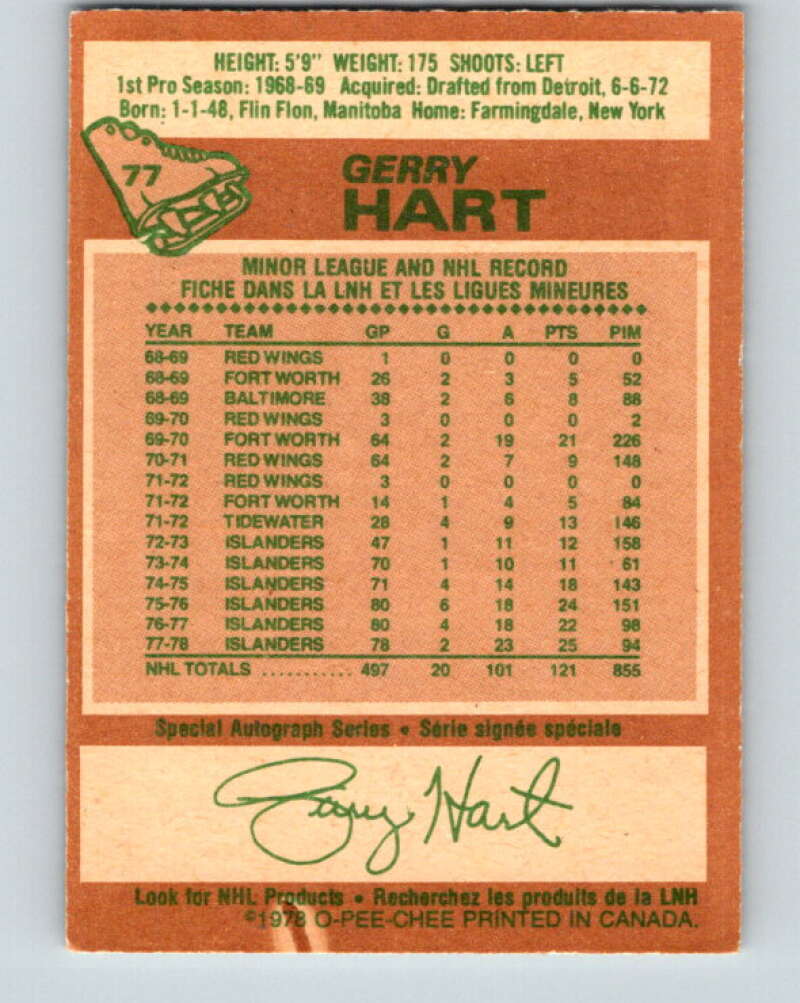 HEIGHT: 5'9" WEIGHT: 175 SHOOTS: LEFT
1st Pro Season: 1968-69 Acquired: Drafted from Detroit, 6-6-72
Born: 1-1-48, Flin Flon, Manitoba Home: Farmingdale, New York
77
GERRY
HART
MINOR LEAGUE AND NHL RECORD
FICHE DANS LA LNH ET LES LIGUES MINEURES
YEAR TEAM GP G A PTS PIM
68-69 RED WINGS 1 0 0 0 0
68-69 FORT WORTH 26 2 3 5 52
68-69 BALTIMORE 38 2 6 8 88
69-70 RED WINGS 3 0 0 0 2
69-70 FORT WORTH 64 2 19 21 226
70-71 RED WINGS 64 2 7 9 148
71-72 RED WINGS 3 0 0 0 0
71-72 FORT WORTH 14 1 4 5 84
71-72 TIDEWATER 28 4 9 13 146
72-73 ISLANDERS 47 1 11 12 158
73-74 ISLANDERS 70 1 10 11 61
74-75 ISLANDERS 71 4 14 18 143
75-76 ISLANDERS 80 6 18 24 151
76-77 ISLANDERS 80 4 18 22 98
77-78 ISLANDERS 78 2 23 25 94
NHL TOTALS ........... 497 20 101 121 855
Special Autograph Series • Série signée spéciale
Gerry Hart
Look for NHL Products • Recherchez les produits de la LNH
©1978 O-PEE-CHEE PRINTED IN CANADA.